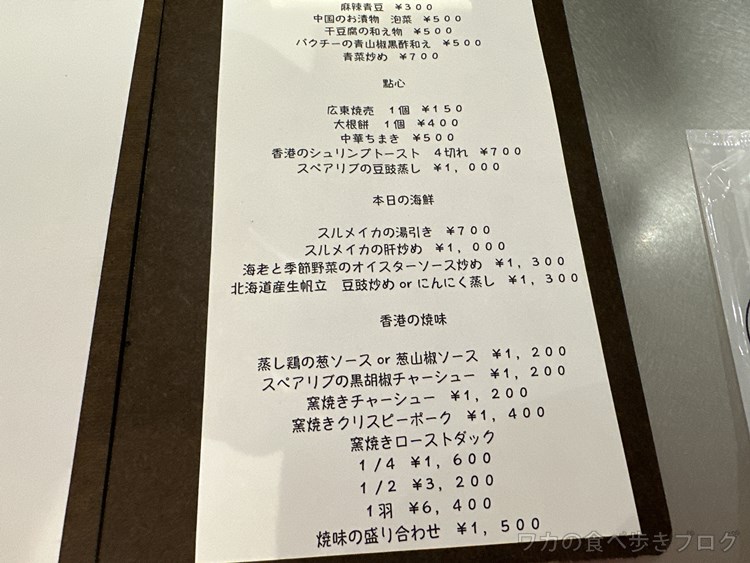 麻辣青豆 ¥300
中国のお漬物 泡菜 ¥500
干豆腐の和え物 ¥500
パクチーの青山椒黒酢和え ¥500
青菜炒め ¥700
點心
広東焼売 1個 ¥150
大根餅 1個 ¥400
中華ちまき ¥500
香港のシュリンプトースト 4切れ ¥700
スペアリブの豆豉蒸し ¥1,000
本日の海鮮
スルメイカの湯引き ¥700
スルメイカの肝炒め ¥1,000
海老と季節野菜のオイスターソース炒め ¥1,300
北海道産生帆立 豆豉炒め or にんにく蒸し ¥1,300
香港の焼味
蒸し鶏の葱ソース or 葱山椒ソース ¥1,200
スペアリブの黒胡椒チャーシュー ¥1,200
窯焼きチャーシュー ¥1,200
窯焼きクリスピーポーク ¥1,400
窯焼きローストダック
1/4 ¥1,600
1/2 ¥3,200
1羽 ¥6,400
焼味の盛り合わせ ¥1,500
ワカの食べ歩きブログ